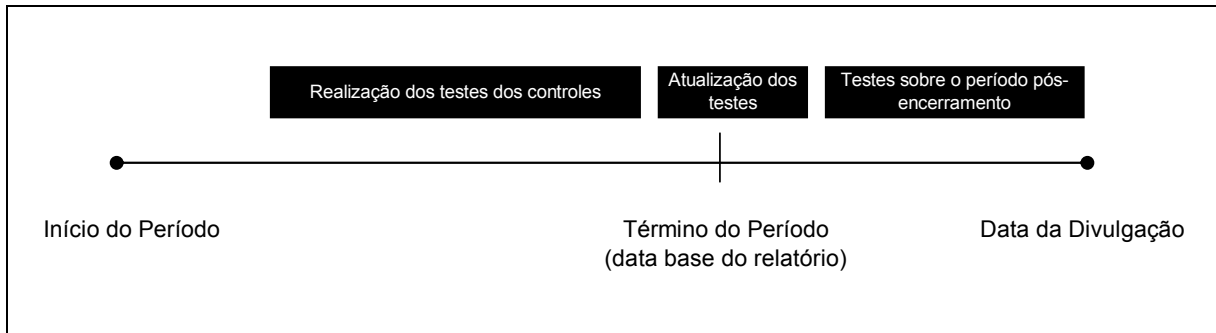 Realização dos testes dos controles
Atualização dos
testes
Testes sobre o período pós-
encerramento
Início do Período
Término do Período
(data base do relatório)
Data da Divulgação